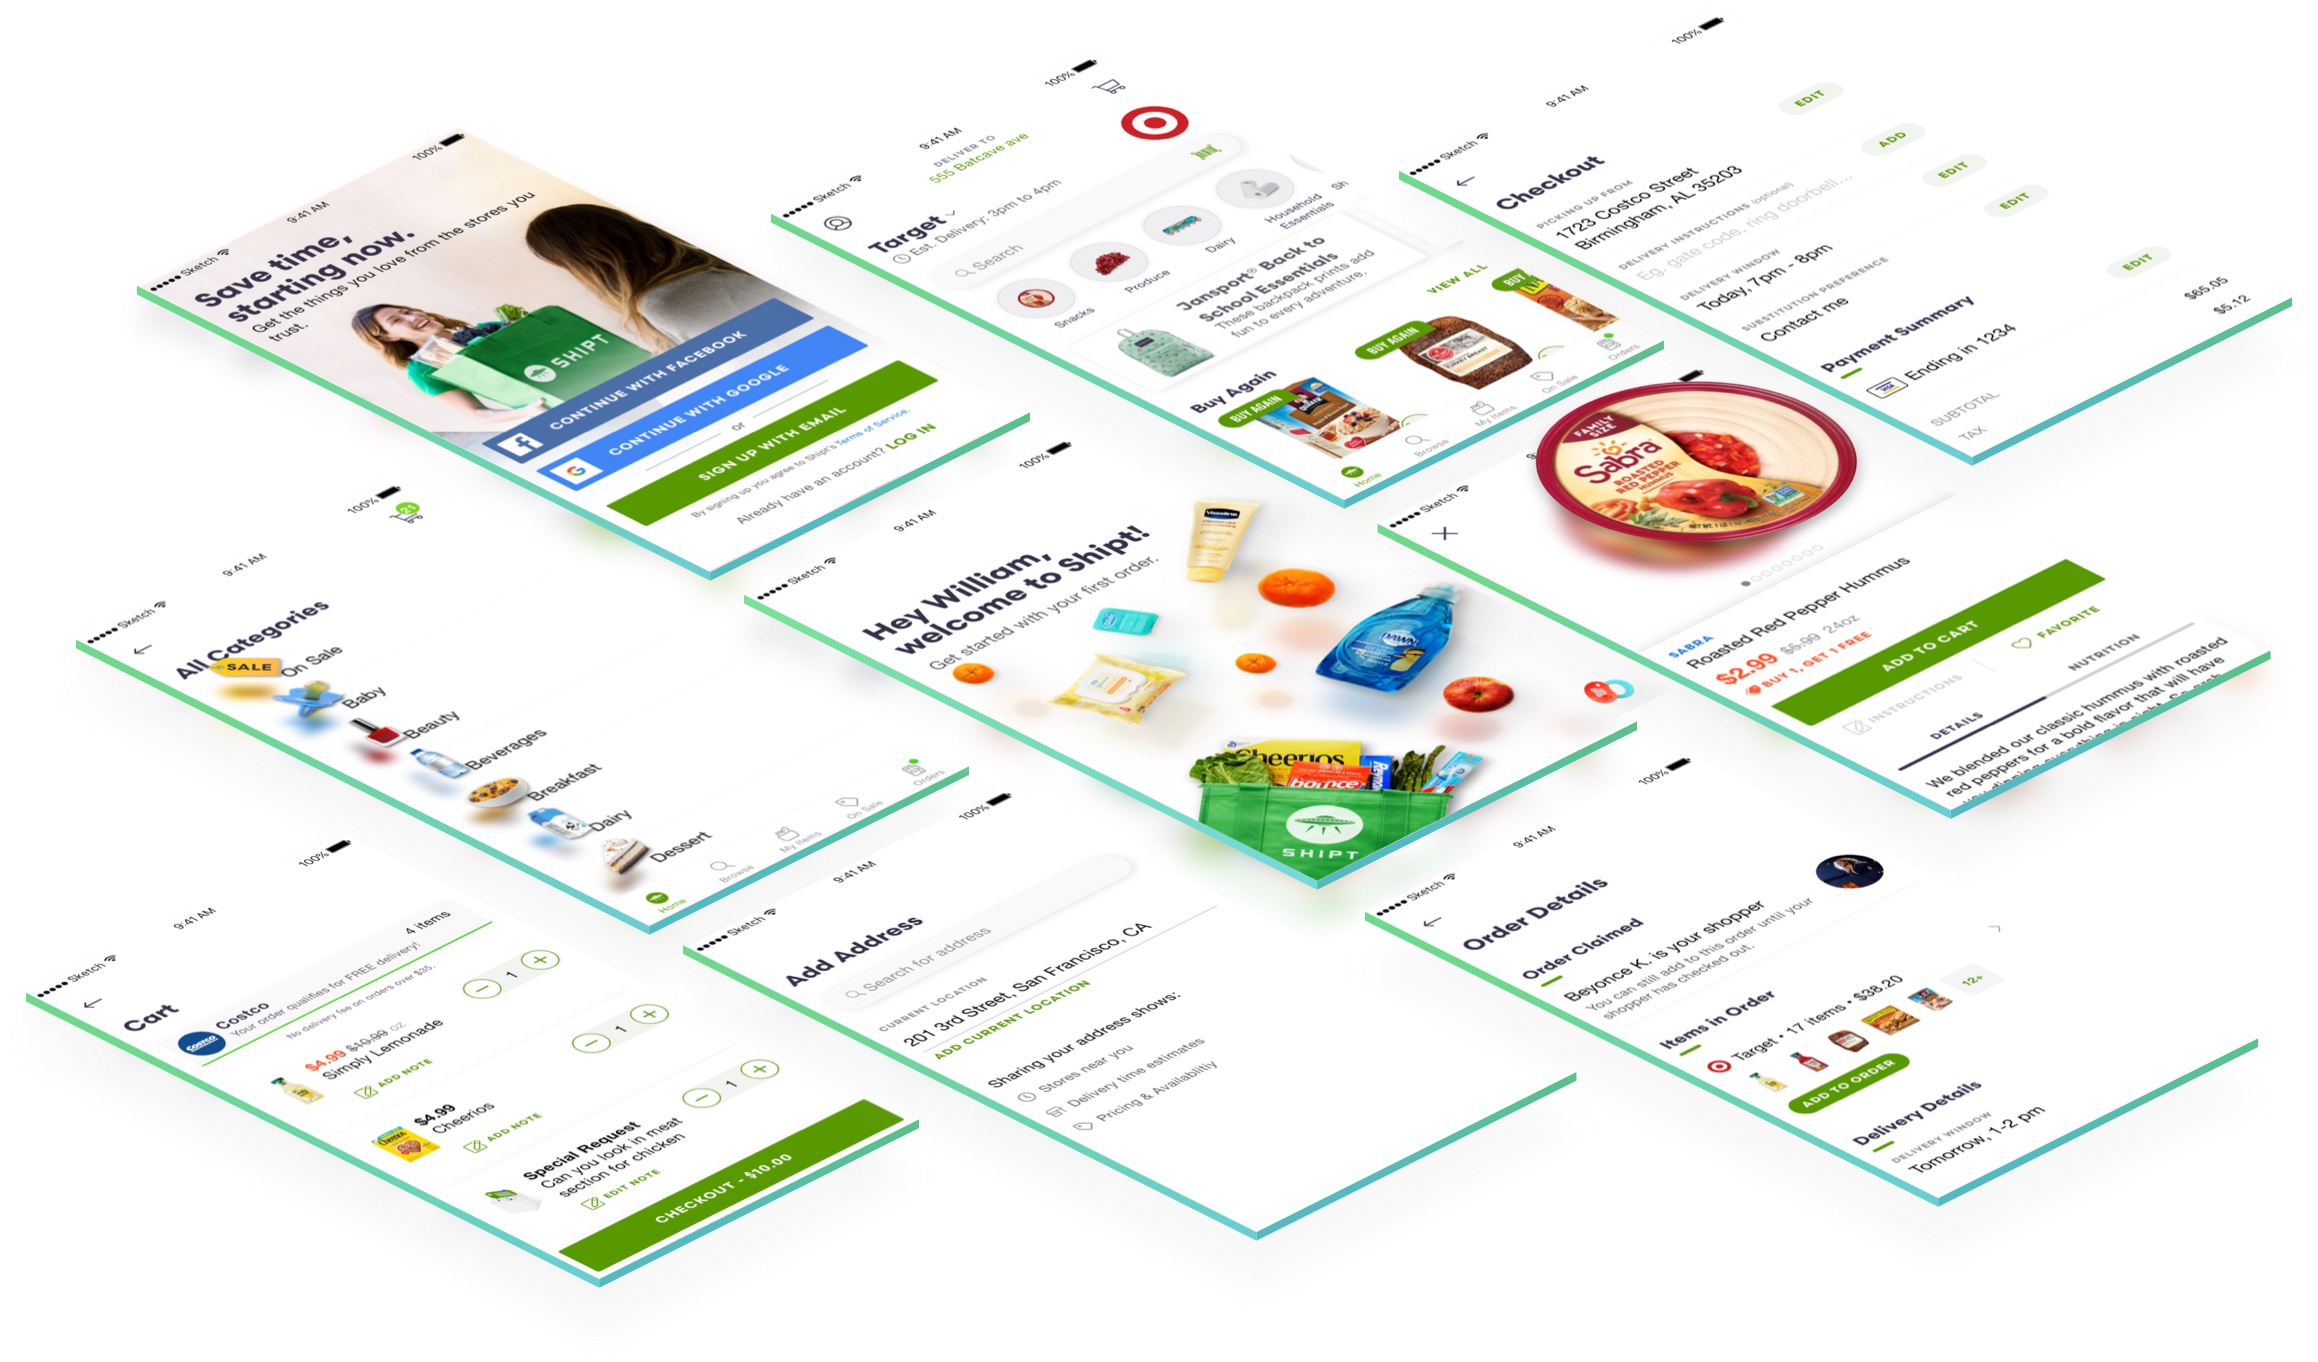 ●●●●● Sketch
9:41 AM
100%
Save time,
starting now.
Get the things you love from the stores you
trust.
SHIPT
CONTINUE WITH FACEBOOK
CONTINUE WITH GOOGLE
or
SIGN UP WITH EMAIL
By signing up you agree to Shipt's Terms of Service.
Already have an account? LOG IN
●●●●● Sketch
9:41 AM
100%
DELIVER TO
555 Batcave ave
Target
Est. Delivery: 3pm to 4pm
Search
Snacks
Produce
Dairy
Household
Essentials
Sh
Jansport® Back to
School Essentials
These backpack prints add
fun to every adventure.
Buy Again
VIEW ALL
BUY AGAIN
BUY AGAIN
BUY
Home
Browse
My Items
On Sale
Orders
●●●●● Sketch
9:41 AM
100%
Checkout
PICKING UP FROM
1723 Costco Street
Birmingham, AL 35203
EDIT
DELIVERY INSTRUCTIONS (optional)
Eg. gate code, ring doorbell...
ADD
DELIVERY WINDOW
Today, 7pm - 8pm
EDIT
SUBSTITUTION PREFERENCE
Contact me
EDIT
Payment Summary
VISA
Ending in 1234
EDIT
SUBTOTAL
$65.05
TAX
$5.12
●●●●● Sketch
9:41 AM
100%
21
All Categories
SALE
On Sale
Baby
Beauty
Beverages
Breakfast
Dairy
Dessert
Home
Browse
My Items
On Sale
Orders
●●●●● Sketch
9:41 AM
100%
Hey William,
welcome to Shipt!
Get started with your first order.
Vaseline
DAWN
Cheerios
bounce
SHIPT
●●●●● Sketch
FAMILY
SIZE
Sabra
ROASTED
RED PEPPER
HUMMUS
SABRA
Roasted Red Pepper Hummus
$2.99 $5.99 24oz
BUY 1, GET 1 FREE
ADD TO CART
INSTRUCTIONS
FAVORITE
DETAILS
NUTRITION
We blended our classic hummus with roasted
red peppers for a bold flavor that will have
●●●●● Sketch
9:41 AM
100%
Cart
4 items
COSTCO
Costco
Your order qualifies for FREE delivery!
No delivery fee on orders over $35.
$4.99 $10.99 oz
Simply Lemonade
ADD NOTE
1
$4.99
Cheerios
ADD NOTE
1
Special Request
Can you look in meat
section for chicken
EDIT NOTE
1
CHECKOUT - $10.00
●●●●● Sketch
9:41 AM
100%
Add Address
Search for address
CURRENT LOCATION
201 3rd Street, San Francisco, CA
ADD CURRENT LOCATION
Sharing your address shows:
Stores near you
Delivery time estimates
Pricing & Availablitiy
●●●●● Sketch
9:41 AM
100%
Order Details
Order Claimed
Beyonce K. is your shopper
You can still add to this order until your
shopper has checked out.
Items in Order
Target • 17 items • $38.20
12+
ADD TO ORDER
Delivery Details
DELIVERY WINDOW
Tomorrow, 1-2 pm